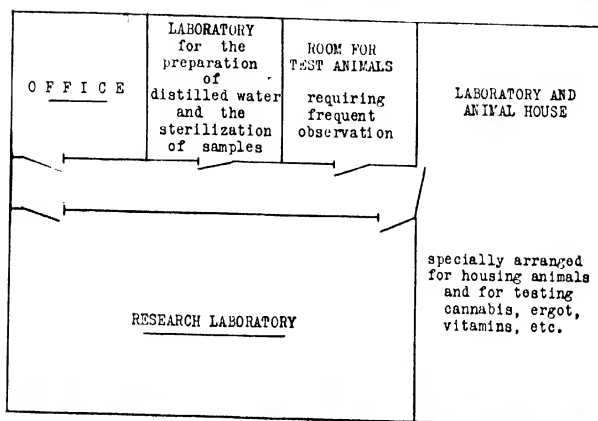 O F F I C E
LABORATORY
for the
preparation
of
distilled water
and the
sterilization
of samples
ROOM FOR
TEST ANIMALS
requiring
frequent
observation
LABORATORY AND
ANIMAL HOUSE
specially arranged
for housing animals
and for testing
cannabis, ergot,
vitamins, etc.
RESEARCH LABORATORY